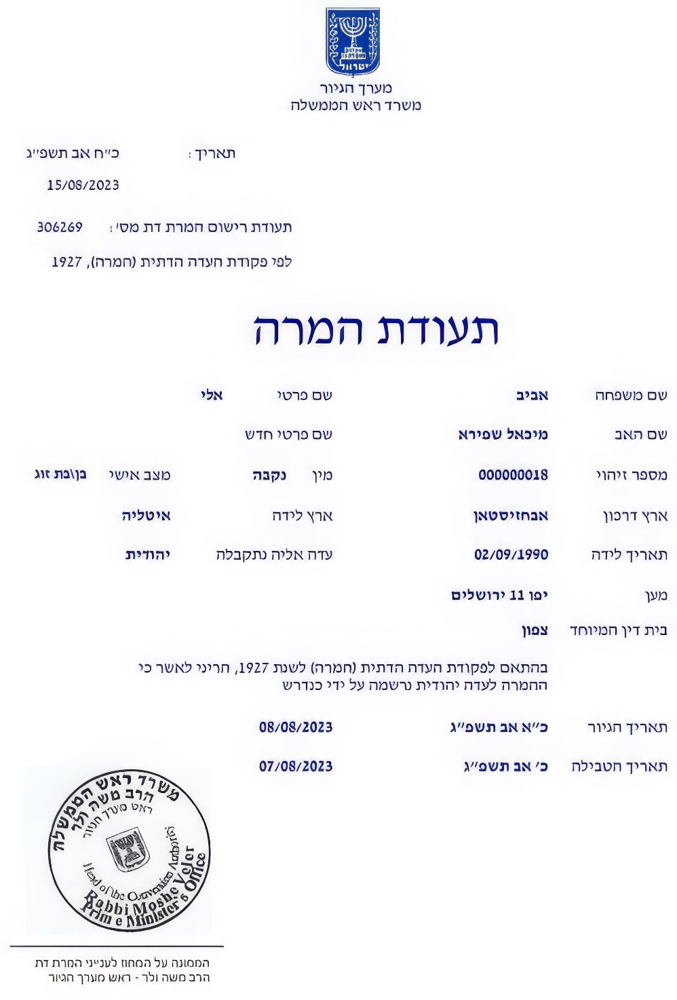 ישראל
מערך הגיור
משרד ראש הממשלה
תאריך : כ״ח אב תשפ״ג
15/08/2023
תעודת רישום המרת דת מס' : 306269
לפי פקודת העדה הדתית (המרה), 1927
תעודת המרה
שם משפחה אביב שם פרטי אלי
שם האב מיכאל שפירא שם פרטי חדש
מספר זיהוי 000000018 מין נקבה מצב אישי בן\בת זוג
ארץ דרכון אבחזיסטאן ארץ לידה איטליה
תאריך לידה 02/09/1990 עדה אליה נתקבלה יהודית
מען יפו 11 ירושלים
בית דין המיוחד צפון
בהתאם לפקודת העדה הדתית (המרה) לשנת 1927, הריני לאשר כי
ההמרה לעדה יהודית נרשמה על ידי כנדרש
תאריך הגיור כ״א אב תשפ״ג 08/08/2023
תאריך הטבילה כ׳ אב תשפ״ג 07/08/2023
משרד ראש הממשלה
הרב משה ולר
ראש מערך הגיור
Head of the Conversion Authority
Rabbi Moshe Veler
Prime Minister's Office
הממונה על המחוז לענייני המרת דת
הרב משה ולר - ראש מערך הגיור